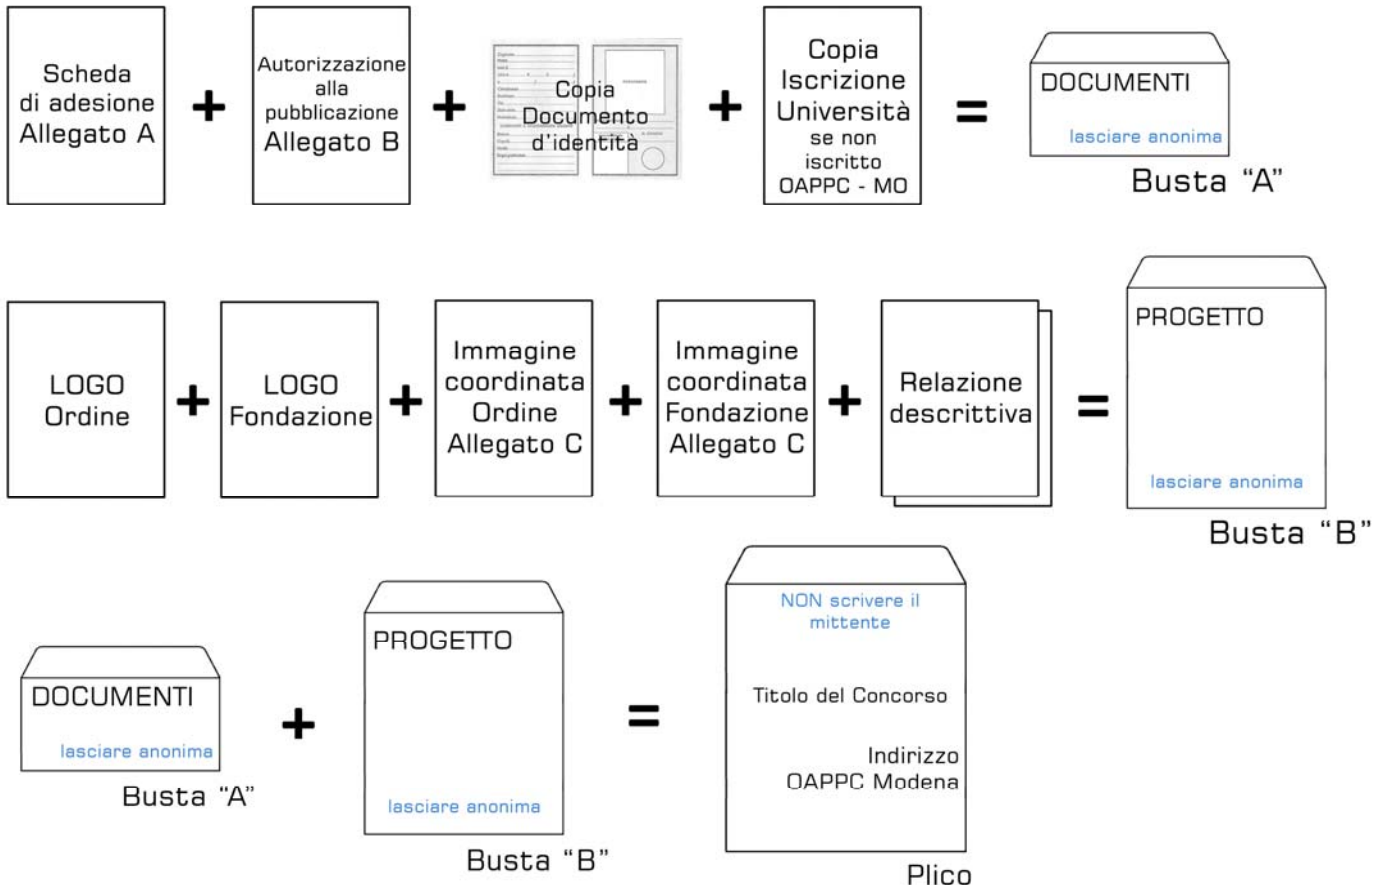 Scheda
di adesione
Allegato A
+
Autorizzazione
alla
pubblicazione
Allegato B
+
Copia
Documento
d'identità
+
Copia
Iscrizione
Università
se non
iscritto
OAPPC - MO
=
DOCUMENTI
lasciare anonima
Busta “A”
LOGO
Ordine
+
LOGO
Fondazione
+
Immagine
coordinata
Ordine
Allegato C
+
Immagine
coordinata
Fondazione
Allegato C
+
Relazione
descrittiva
=
PROGETTO
lasciare anonima
Busta “B”
DOCUMENTI
lasciare anonima
Busta “A”
+
PROGETTO
lasciare anonima
Busta “B”
=
NON scrivere il
mittente
Titolo del Concorso
Indirizzo
OAPPC Modena
Plico